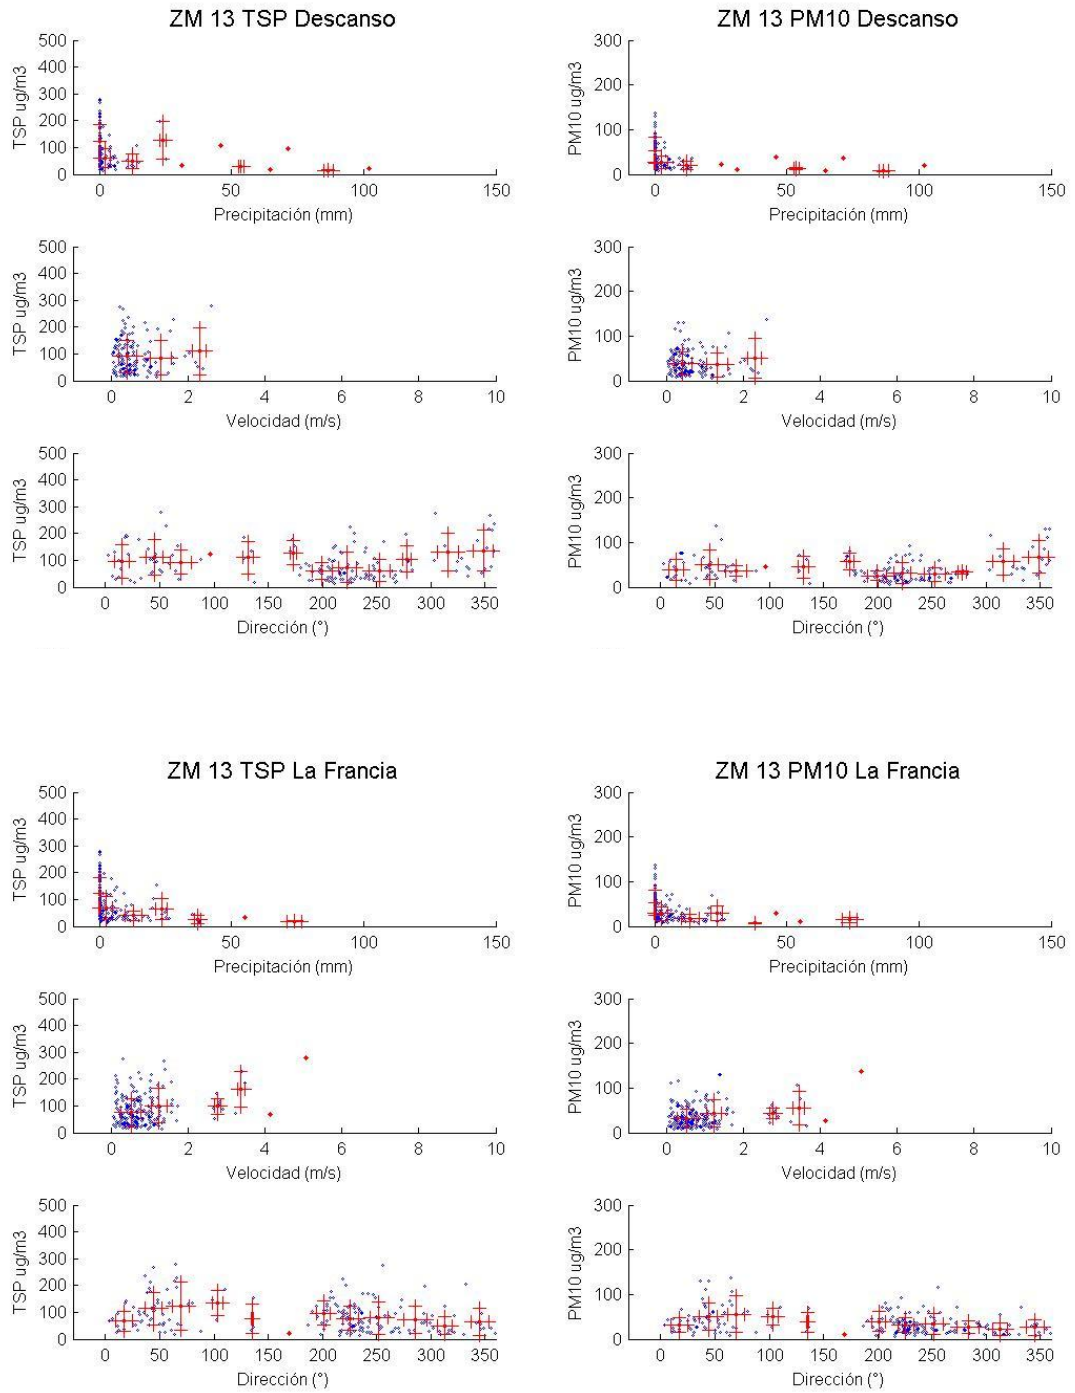 ZM 13 TSP Descanso
500
400
300
200
100
0
TSP ug/m3
0 50 100 150
Precipitación (mm)
500
400
300
200
100
0
TSP ug/m3
0 2 4 6 8 10
Velocidad (m/s)
500
400
300
200
100
0
TSP ug/m3
0 50 100 150 200 250 300 350
Dirección (°)
ZM 13 PM10 Descanso
300
200
100
0
PM10 ug/m3
0 50 100 150
Precipitación (mm)
300
200
100
0
PM10 ug/m3
0 2 4 6 8 10
Velocidad (m/s)
300
200
100
0
PM10 ug/m3
0 50 100 150 200 250 300 350
Dirección (°)
ZM 13 TSP La Francia
500
400
300
200
100
0
TSP ug/m3
0 50 100 150
Precipitación (mm)
500
400
300
200
100
0
TSP ug/m3
0 2 4 6 8 10
Velocidad (m/s)
500
400
300
200
100
0
TSP ug/m3
0 50 100 150 200 250 300 350
Dirección (°)
ZM 13 PM10 La Francia
300
200
100
0
PM10 ug/m3
0 50 100 150
Precipitación (mm)
300
200
100
0
PM10 ug/m3
0 2 4 6 8 10
Velocidad (m/s)
300
200
100
0
PM10 ug/m3
0 50 100 150 200 250 300 350
Dirección (°)